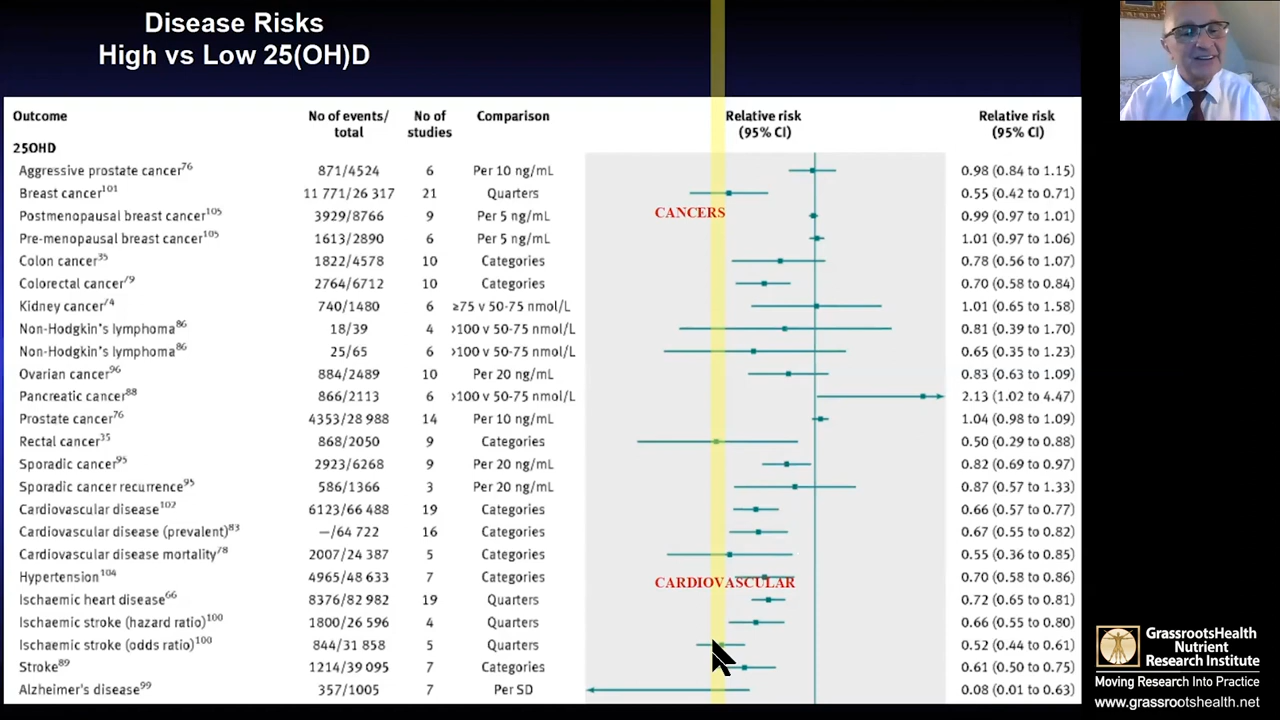 Disease Risks
High vs Low 25(OH)D
Outcome No of events/ total No of studies Comparison Relative risk (95% CI) Relative risk (95% CI)
25OHD
Aggressive prostate cancer76 871/4524 6 Per 10 ng/mL 0.98 (0.84 to 1.15)
Breast cancer101 11 771/26 317 21 Quarters 0.55 (0.42 to 0.71)
CANCERS
Postmenopausal breast cancer105 3929/8766 9 Per 5 ng/mL 0.99 (0.97 to 1.01)
Pre-menopausal breast cancer105 1613/2890 6 Per 5 ng/mL 1.01 (0.97 to 1.06)
Colon cancer35 1822/4578 10 Categories 0.78 (0.56 to 1.07)
Colorectal cancer79 2764/6712 10 Categories 0.70 (0.58 to 0.84)
Kidney cancer74 740/1480 6 ≥75 v 50-75 nmol/L 1.01 (0.65 to 1.58)
Non-Hodgkin's lymphoma86 18/39 4 >100 v 50-75 nmol/L 0.81 (0.39 to 1.70)
Non-Hodgkin's lymphoma86 25/65 6 >100 v 50-75 nmol/L 0.65 (0.35 to 1.23)
Ovarian cancer96 884/2489 10 Per 20 ng/mL 0.83 (0.63 to 1.09)
Pancreatic cancer88 866/2113 6 >100 v 50-75 nmol/L 2.13 (1.02 to 4.47)
Prostate cancer76 4353/28 988 14 Per 10 ng/mL 1.04 (0.98 to 1.09)
Rectal cancer35 868/2050 9 Categories 0.50 (0.29 to 0.88)
Sporadic cancer95 2923/6268 9 Per 20 ng/mL 0.82 (0.69 to 0.97)
Sporadic cancer recurrence95 586/1366 3 Per 20 ng/mL 0.87 (0.57 to 1.33)
Cardiovascular disease102 6123/66 488 19 Categories 0.66 (0.57 to 0.77)
Cardiovascular disease (prevalent)83 —/64 722 16 Categories 0.67 (0.55 to 0.82)
Cardiovascular disease mortality78 2007/24 387 5 Categories 0.55 (0.36 to 0.85)
Hypertension104 4965/48 633 7 Categories 0.70 (0.58 to 0.86)
CARDIOVASCULAR
Ischaemic heart disease66 8376/82 982 19 Quarters 0.72 (0.65 to 0.81)
Ischaemic stroke (hazard ratio)100 1800/26 596 4 Quarters 0.66 (0.55 to 0.80)
Ischaemic stroke (odds ratio)100 844/31 858 5 Quarters 0.52 (0.44 to 0.61)
Stroke89 1214/39 095 7 Categories 0.61 (0.50 to 0.75)
Alzheimer's disease99 357/1005 7 Per SD 0.08 (0.01 to 0.63)
GrassrootsHealth
Nutrient
Research Institute
Moving Research Into Practice
www.grassrootshealth.net